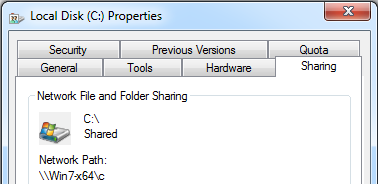 Local Disk (C:) Properties
Security Previous Versions Quota
General Tools Hardware Sharing
Network File and Folder Sharing
C:\
Shared
Network Path:
\\Win7-x64\c